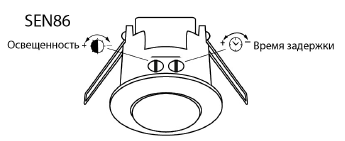 SEN86
Освещенность + -
+ - Время задержки